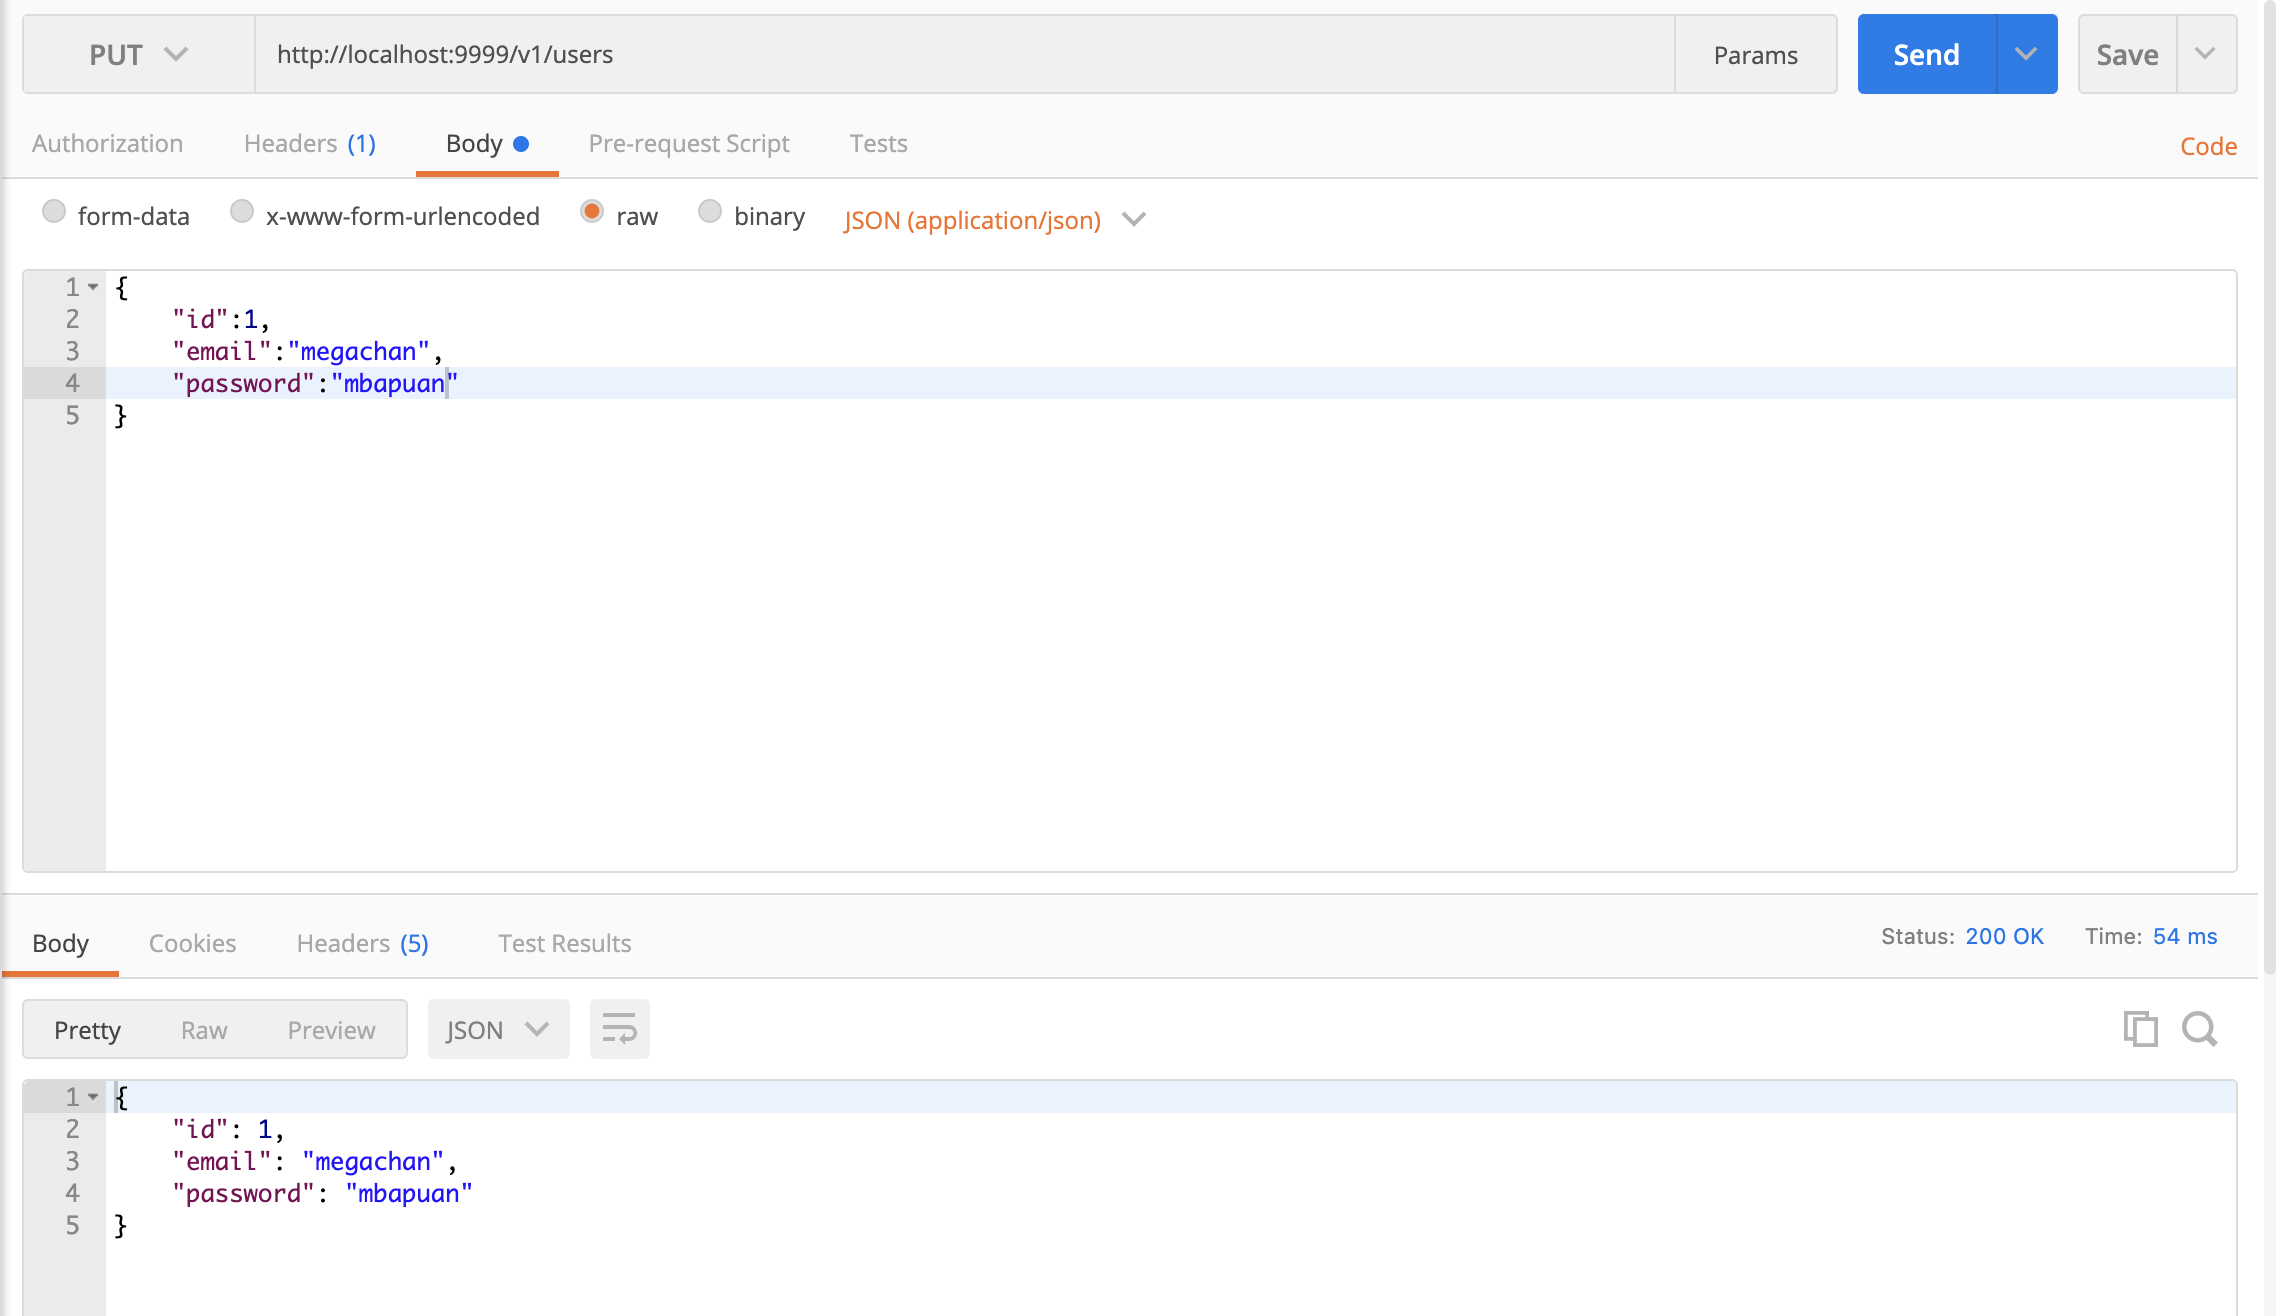 PUT http://localhost:9999/v1/users Params Send Save
Authorization Headers (1) Body Pre-request Script Tests Code
form-data x-www-form-urlencoded raw binary JSON (application/json)
1 {
2 "id":1,
3 "email":"megachan",
4 "password":"mbapuan"
5 }
Body Cookies Headers (5) Test Results Status: 200 OK Time: 54 ms
Pretty Raw Preview JSON
1 {
2 "id": 1,
3 "email": "megachan",
4 "password": "mbapuan"
5 }